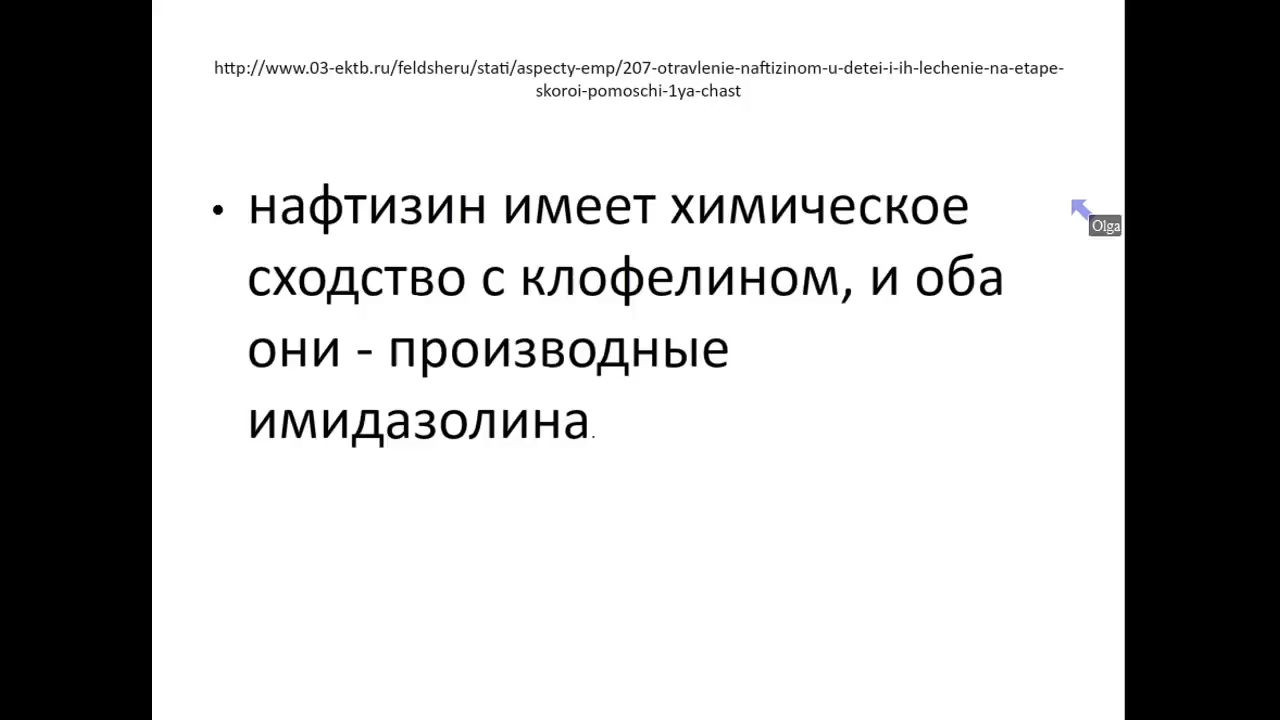 http://www.03-ektb.ru/feldsheru/stati/aspecty-emp/207-otravlenie-naftizinom-u-detei-i-ih-lechenie-na-etape-
skoroi-pomoschi-1ya-chast
• нафтизин имеет химическое
сходство с клофелином, и оба
они - производные
имидазолина.
Olga